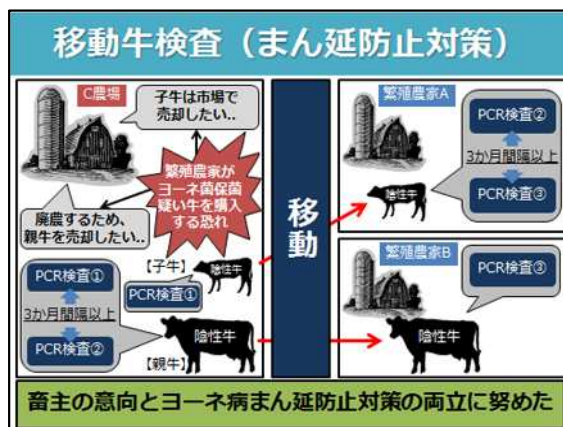 移動牛検査（まん延防止対策）
C農場
子牛は市場で
売却したい‥
繁殖農家が
ヨーネ菌保菌
疑い牛を購入
する恐れ
廃農するため、
親牛を売却したい‥
【子牛】
陰性牛
PCR検査①
PCR検査①
3か月間隔以上
PCR検査②
陰性牛
【親牛】
移動
繁殖農家A
PCR検査②
3か月間隔以上
PCR検査③
陰性牛
繁殖農家B
PCR検査③
陰性牛
畜主の意向とヨーネ病まん延防止対策の両立に努めた